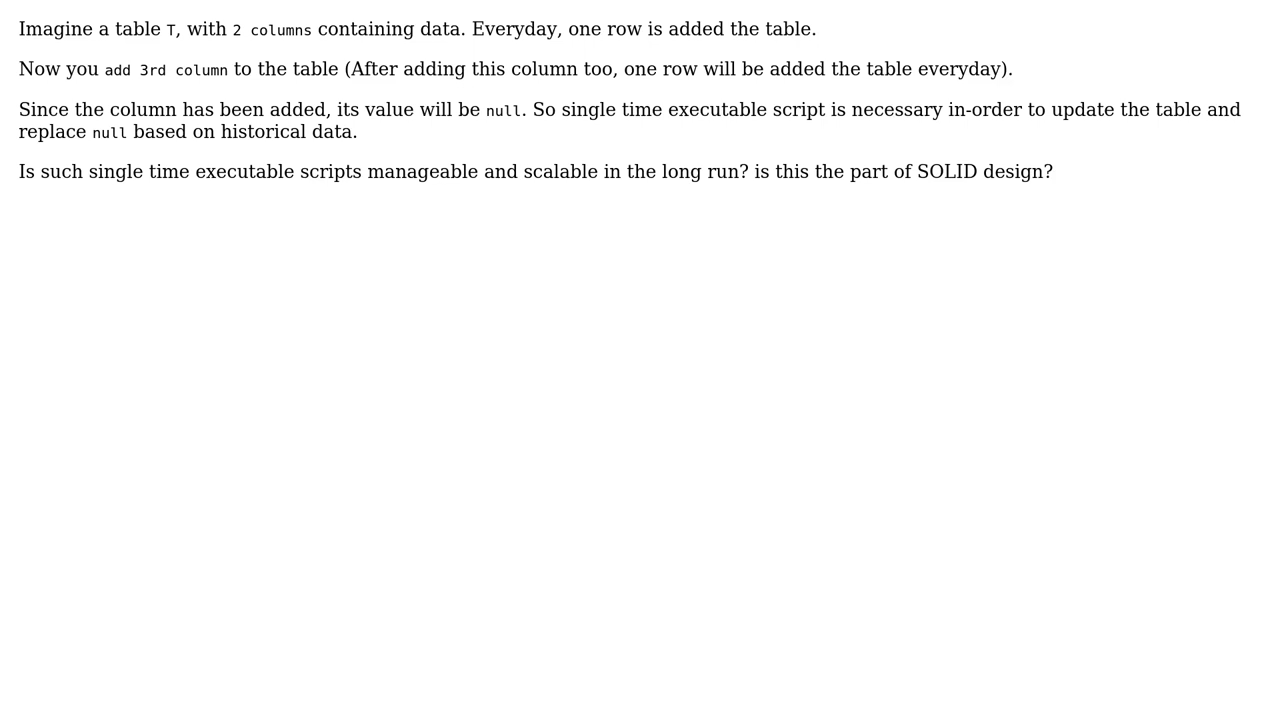 Imagine a table T, with 2 columns containing data. Everyday, one row is added the table.
Now you add 3rd column to the table (After adding this column too, one row will be added the table everyday).
Since the column has been added, its value will be null. So single time executable script is necessary in-order to update the table and
replace null based on historical data.
Is such single time executable scripts manageable and scalable in the long run? is this the part of SOLID design?